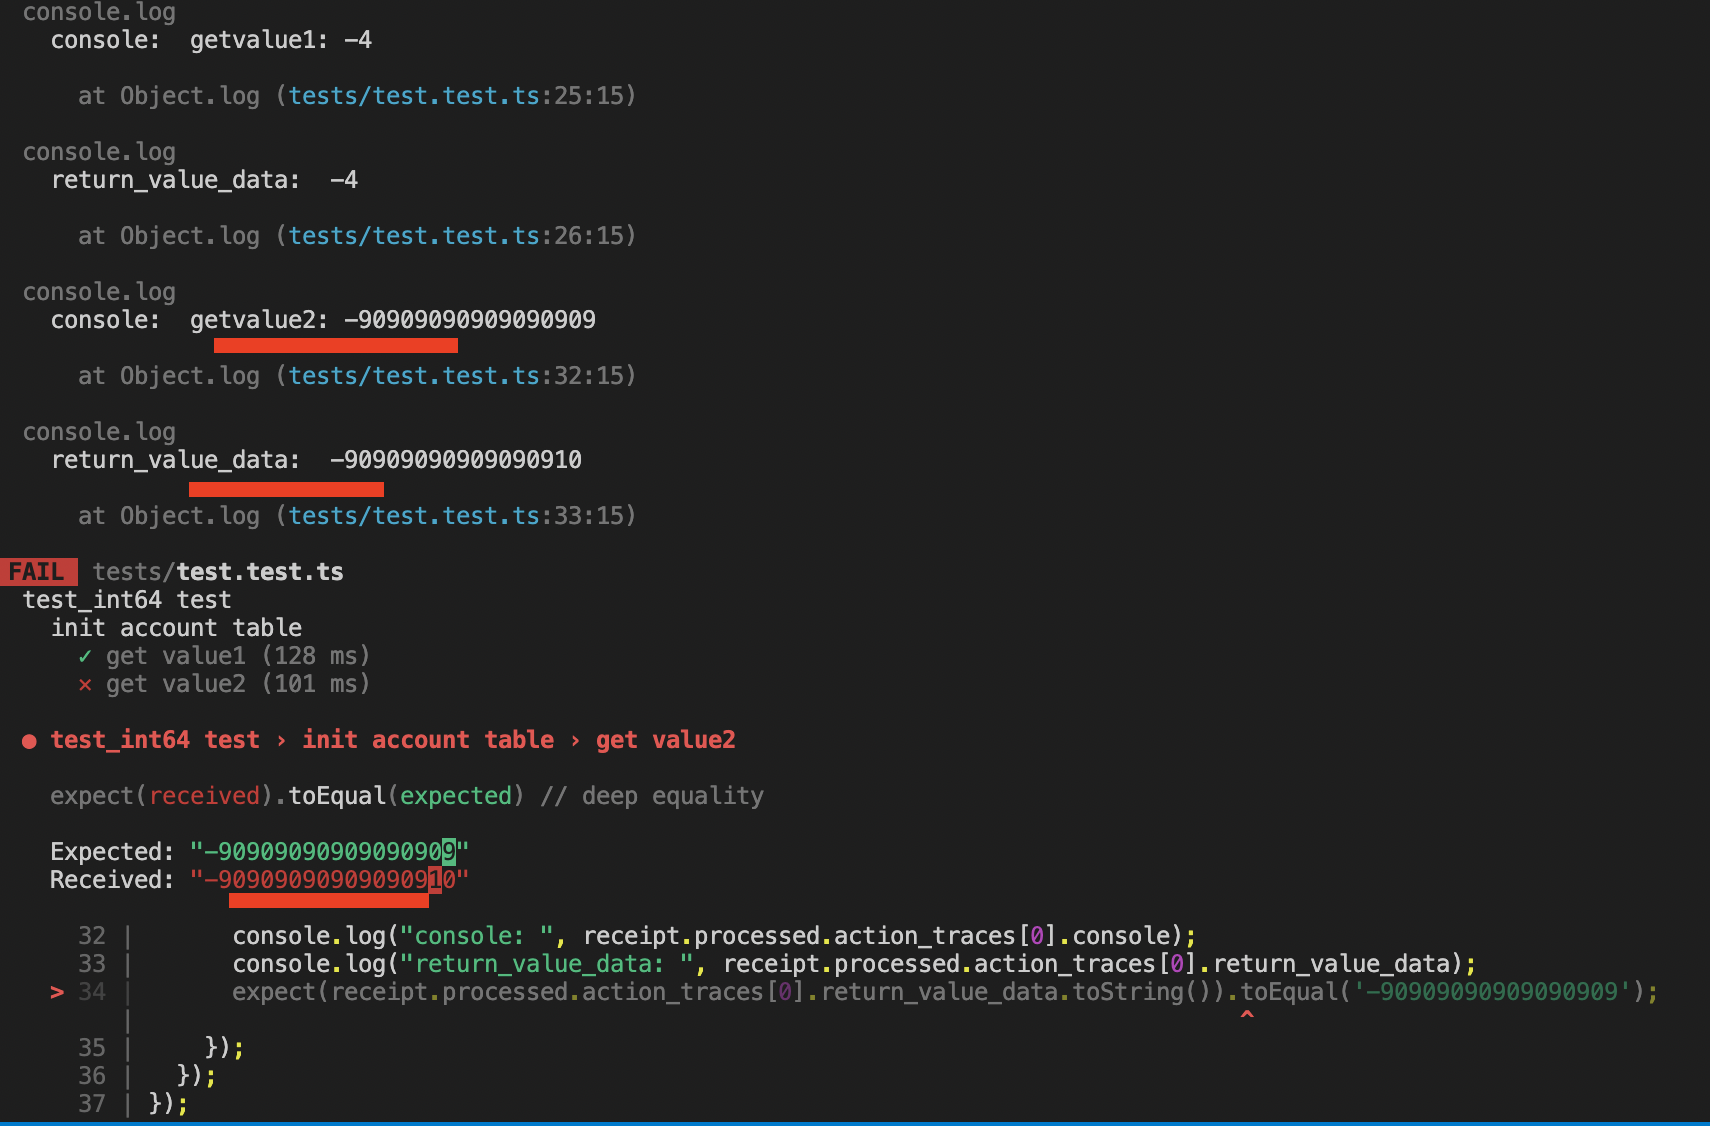 console.log
console:  getvalue1: -4
at Object.log (tests/test.test.ts:25:15)
console.log
return_value_data:  -4
at Object.log (tests/test.test.ts:26:15)
console.log
console:  getvalue2: -90909090909090909
at Object.log (tests/test.test.ts:32:15)
console.log
return_value_data:  -90909090909090910
at Object.log (tests/test.test.ts:33:15)
FAIL tests/test.test.ts
test_int64 test
init account table
✓ get value1 (128 ms)
✕ get value2 (101 ms)
● test_int64 test › init account table › get value2
expect(received).toEqual(expected) // deep equality
Expected: "-90909090909090909"
Received: "-90909090909090910"
32 |       console.log("console: ", receipt.processed.action_traces[0].console);
33 |       console.log("return_value_data: ", receipt.processed.action_traces[0].return_value_data);
> 34 |       expect(receipt.processed.action_traces[0].return_value_data.toString()).toEqual('-90909090909090909');
|                                                                               ^
35 |     });
36 |   });
37 | });